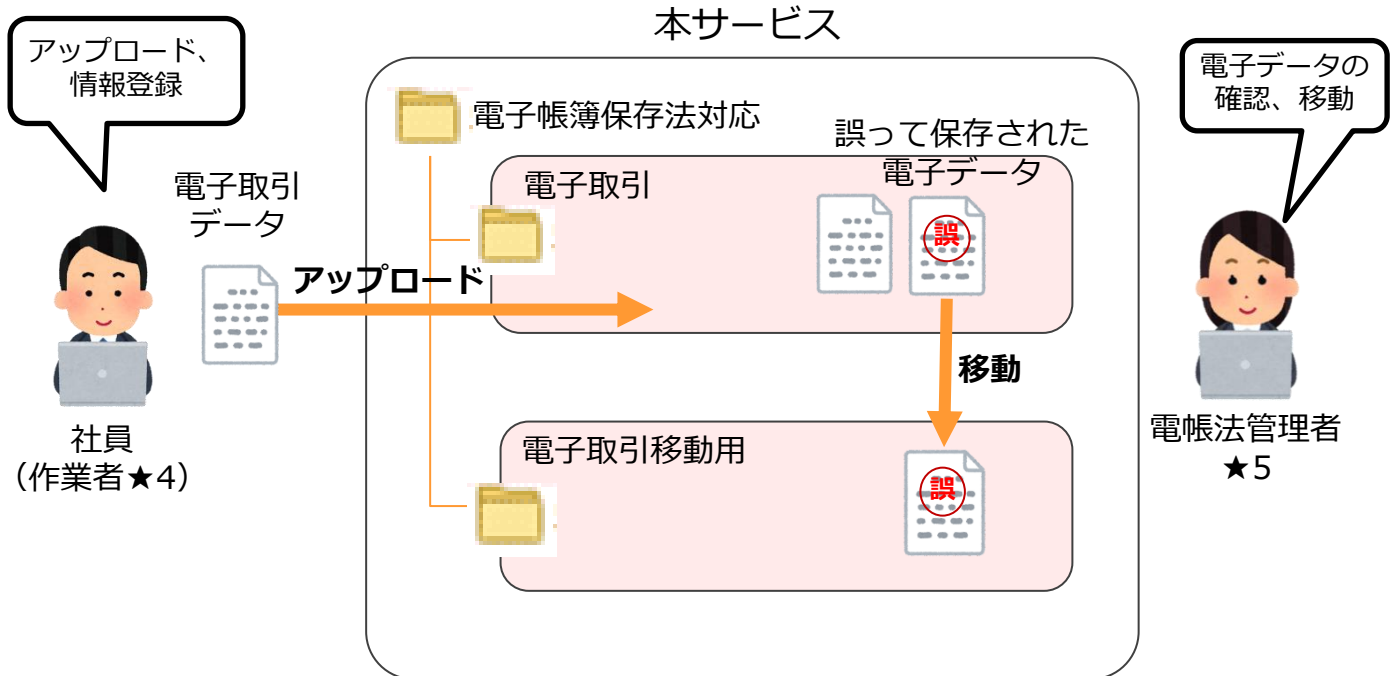 本サービス
アップロード、
情報登録
電子データの
確認、移動
電子帳簿保存法対応
誤って保存された
電子データ
電子取引
データ
電子取引
誤
アップロード
移動
社員
（作業者★4）
電帳法管理者
★5
電子取引移動用
誤